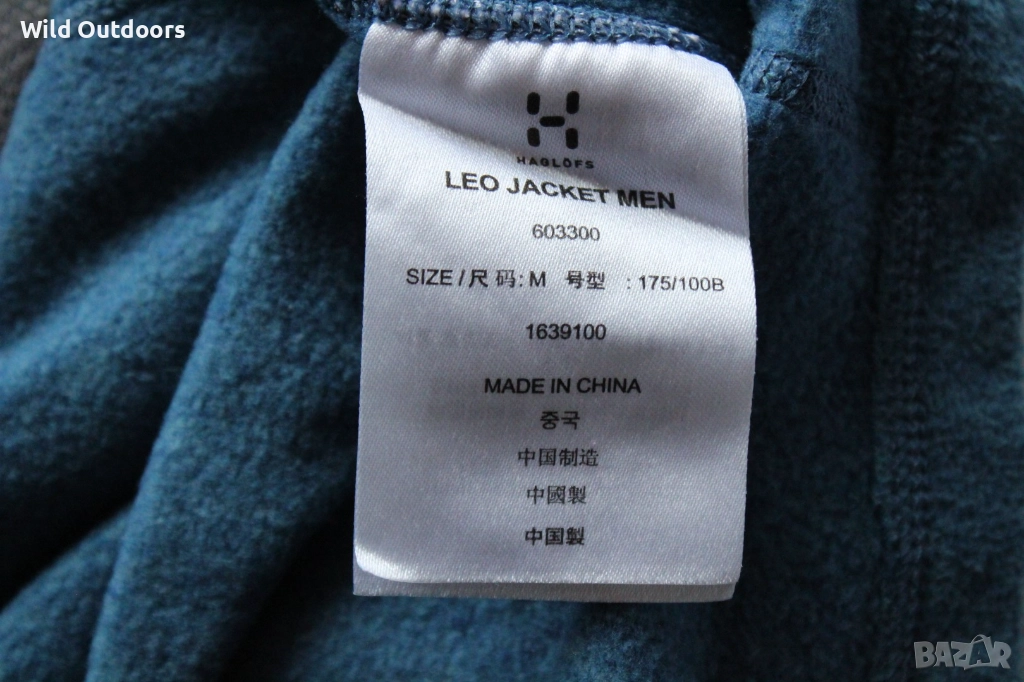 Wild Outdoors
HAGLÖFS
LEO JACKET MEN
603300
SIZE / 尺 码: M 号型 : 175/100B
1639100
MADE IN CHINA
중국
中国制造
中國製
中国製
BAZAR